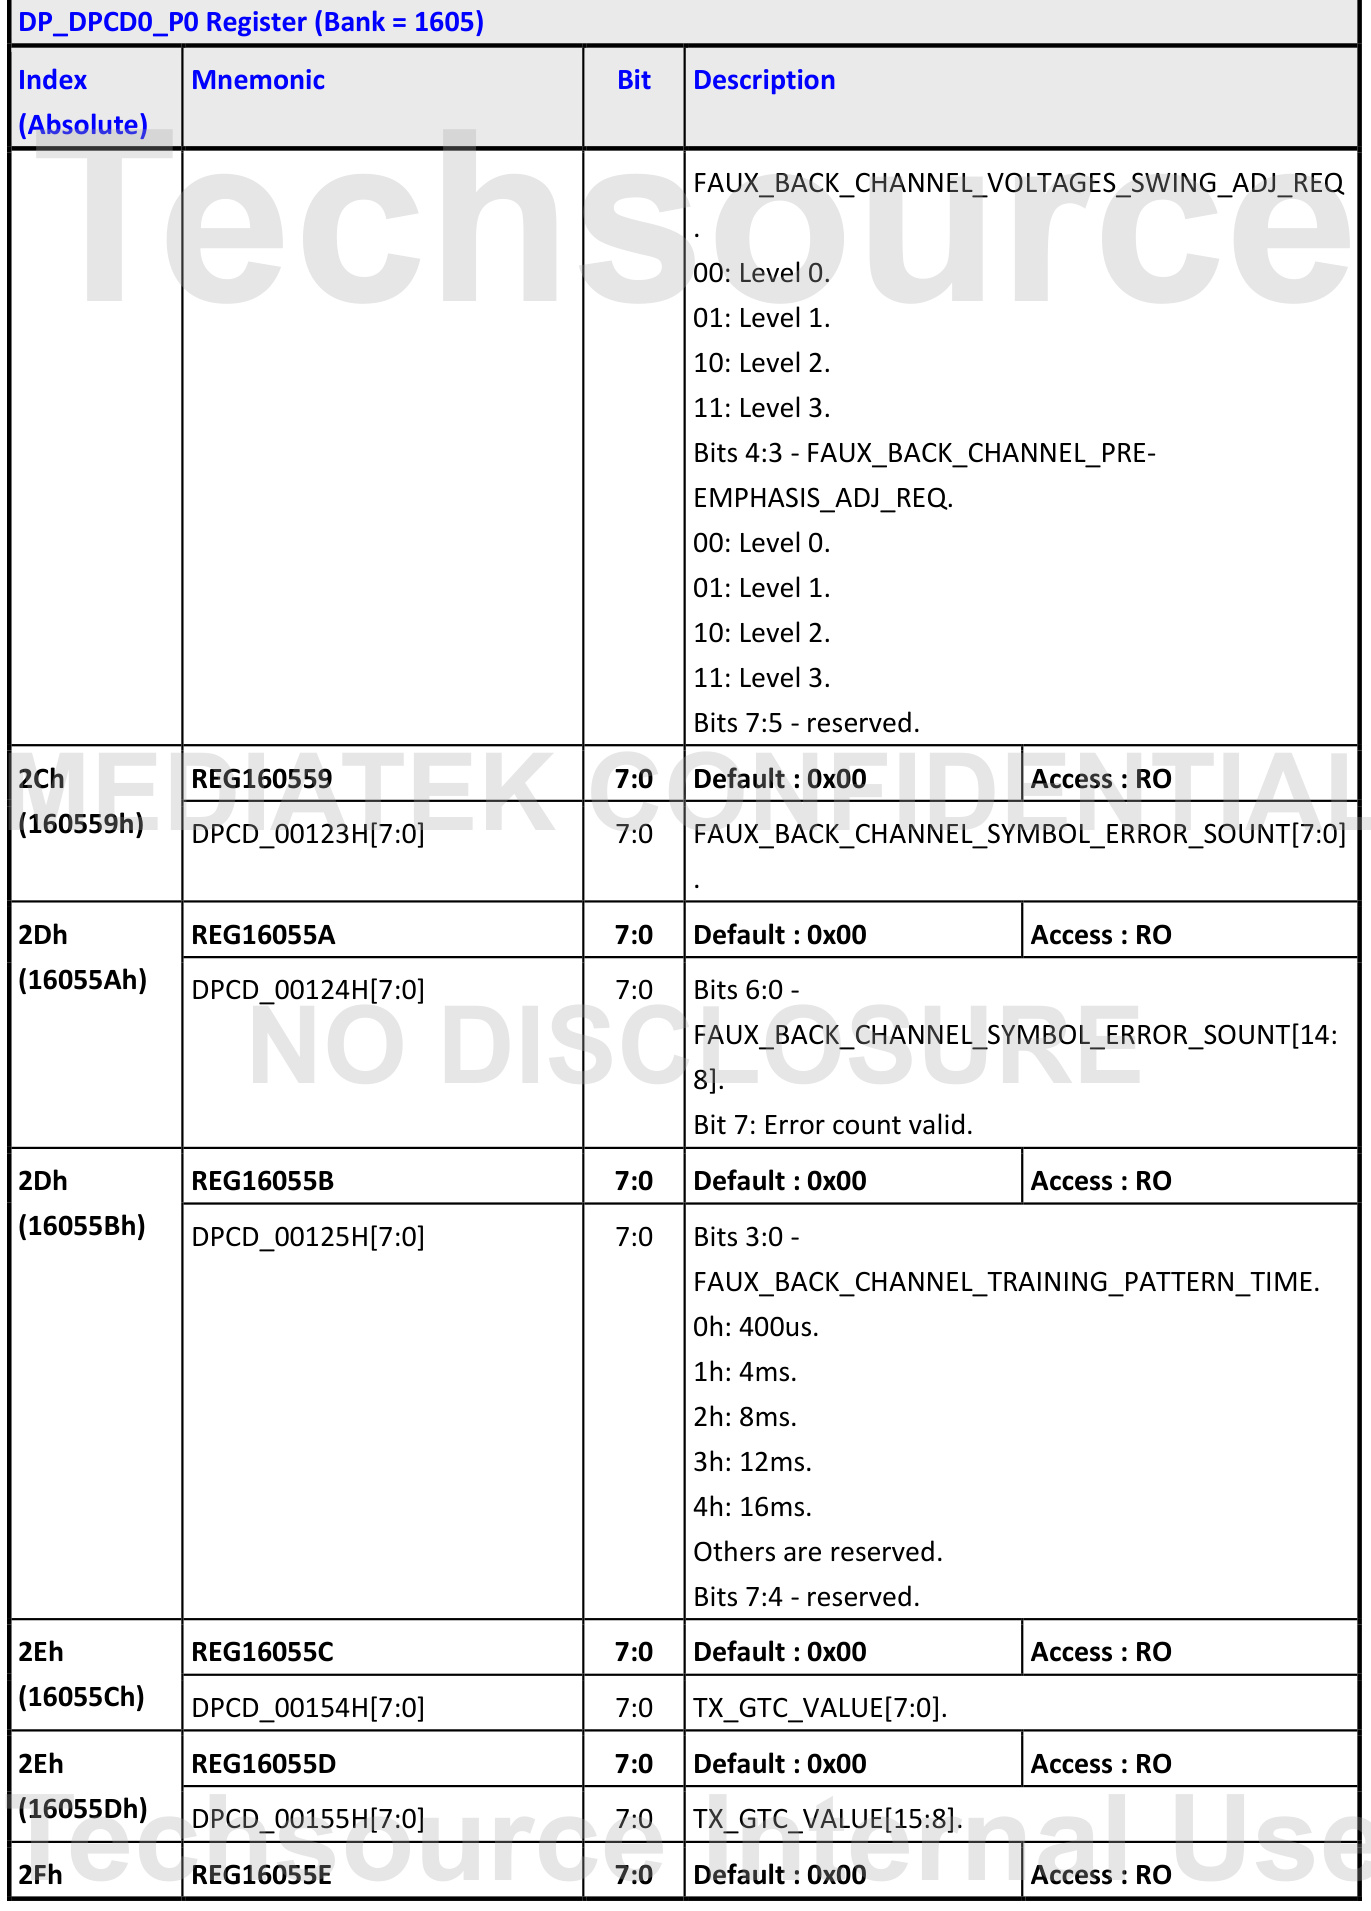 DP_DPCD0_P0 Register (Bank = 1605)
Index
(Absolute)
Mnemonic
Bit
Description
Techsource
FAUX_BACK_CHANNEL_VOLTAGES_SWING_ADJ_REQ
.
00: Level 0.
01: Level 1.
10: Level 2.
11: Level 3.
Bits 4:3 - FAUX_BACK_CHANNEL_PRE-
EMPHASIS_ADJ_REQ.
00: Level 0.
01: Level 1.
10: Level 2.
11: Level 3.
Bits 7:5 - reserved.
MEDIATEK CONFIDENTIAL
2Ch
(160559h)
REG160559 7:0 Default : 0x00 Access : RO
DPCD_00123H[7:0] 7:0 FAUX_BACK_CHANNEL_SYMBOL_ERROR_SOUNT[7:0]
.
2Dh
(16055Ah)
REG16055A 7:0 Default : 0x00 Access : RO
DPCD_00124H[7:0] 7:0 Bits 6:0 -
FAUX_BACK_CHANNEL_SYMBOL_ERROR_SOUNT[14:
8].
Bit 7: Error count valid.
NO DISCLOSURE
2Dh
(16055Bh)
REG16055B 7:0 Default : 0x00 Access : RO
DPCD_00125H[7:0] 7:0 Bits 3:0 -
FAUX_BACK_CHANNEL_TRAINING_PATTERN_TIME.
0h: 400us.
1h: 4ms.
2h: 8ms.
3h: 12ms.
4h: 16ms.
Others are reserved.
Bits 7:4 - reserved.
2Eh
(16055Ch)
REG16055C 7:0 Default : 0x00 Access : RO
DPCD_00154H[7:0] 7:0 TX_GTC_VALUE[7:0].
2Eh
(16055Dh)
REG16055D 7:0 Default : 0x00 Access : RO
DPCD_00155H[7:0] 7:0 TX_GTC_VALUE[15:8].
Techsource Internal Use
2Fh REG16055E 7:0 Default : 0x00 Access : RO